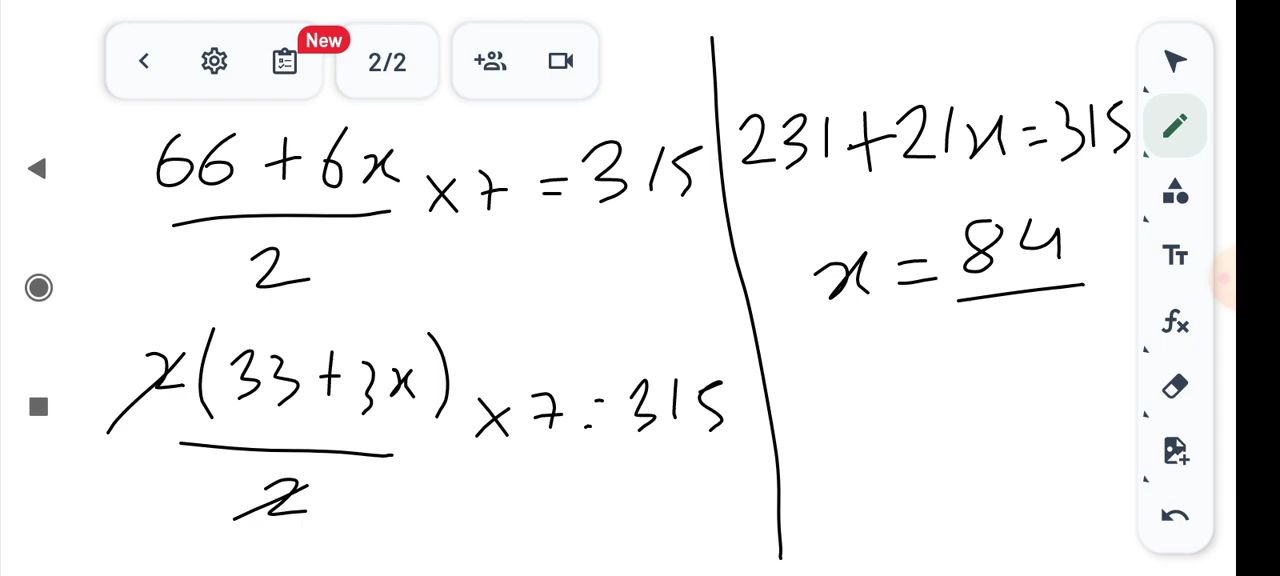 New
2/2
66 + 6x
2
× 7 = 315
2(33 + 3x)
2
× 7 = 315
231 + 21x = 315
x = 84
TT
fx